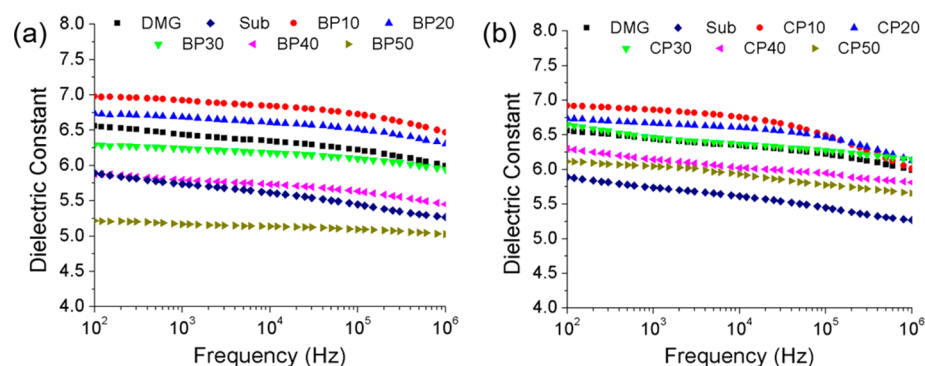 (a)
DMG Sub BP10 BP20
BP30 BP40 BP50
8.0
7.5
7.0
6.5
6.0
5.5
5.0
4.5
4.0
Dielectric Constant
10² 10³ 10⁴ 10⁵ 10⁶
Frequency (Hz)
(b)
DMG Sub CP10 CP20
CP30 CP40 CP50
8.0
7.5
7.0
6.5
6.0
5.5
5.0
4.5
4.0
Dielectric Constant
10² 10³ 10⁴ 10⁵ 10⁶
Frequency (Hz)